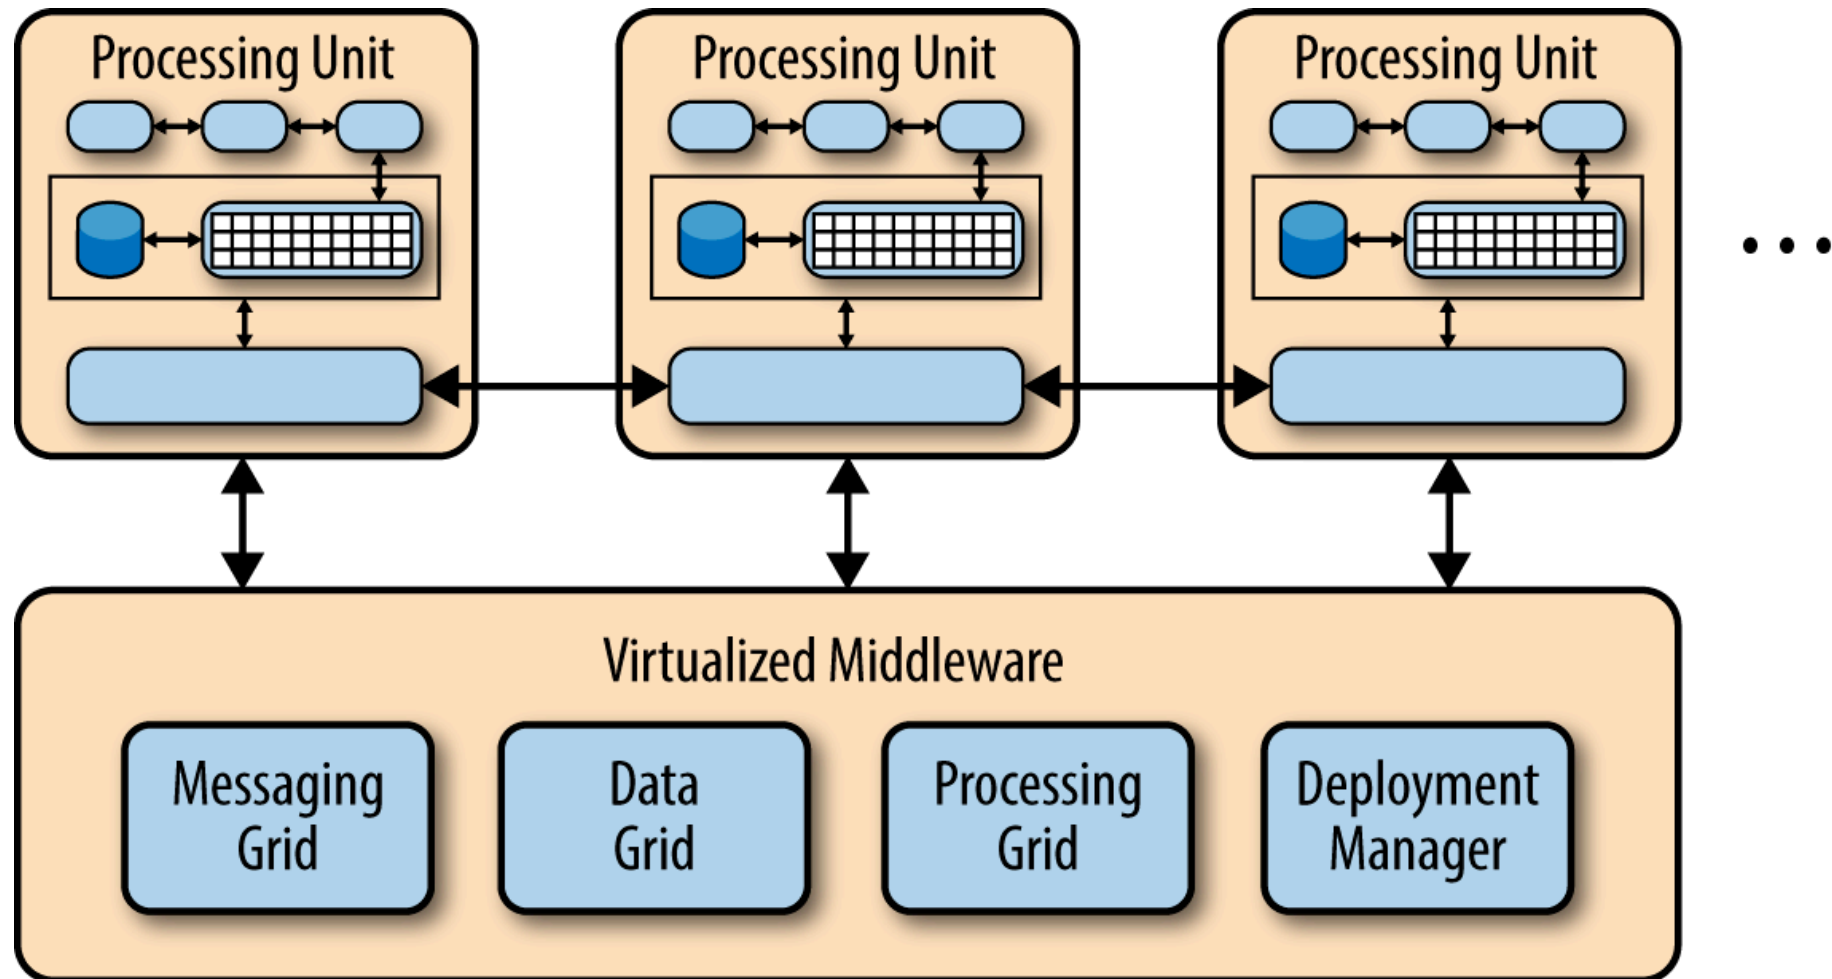 Processing Unit
Processing Unit
Processing Unit
...
Virtualized Middleware
Messaging
Grid
Data
Grid
Processing
Grid
Deployment
Manager